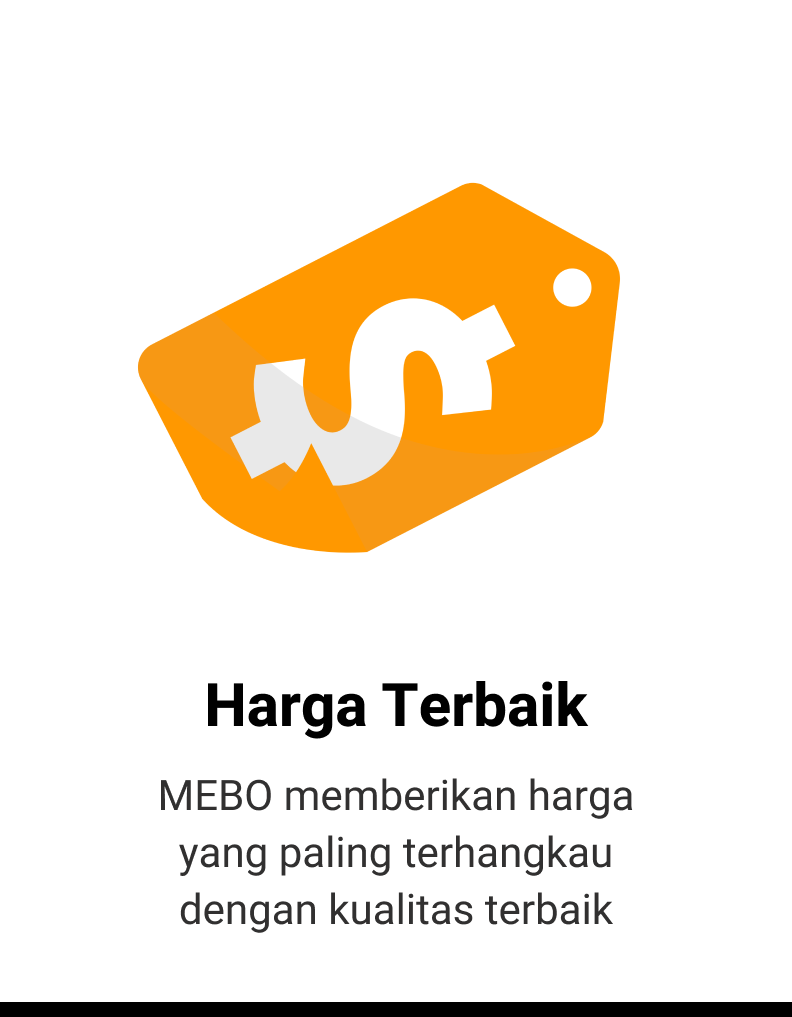 Harga Terbaik
MEBO memberikan harga
yang paling terhangkau
dengan kualitas terbaik